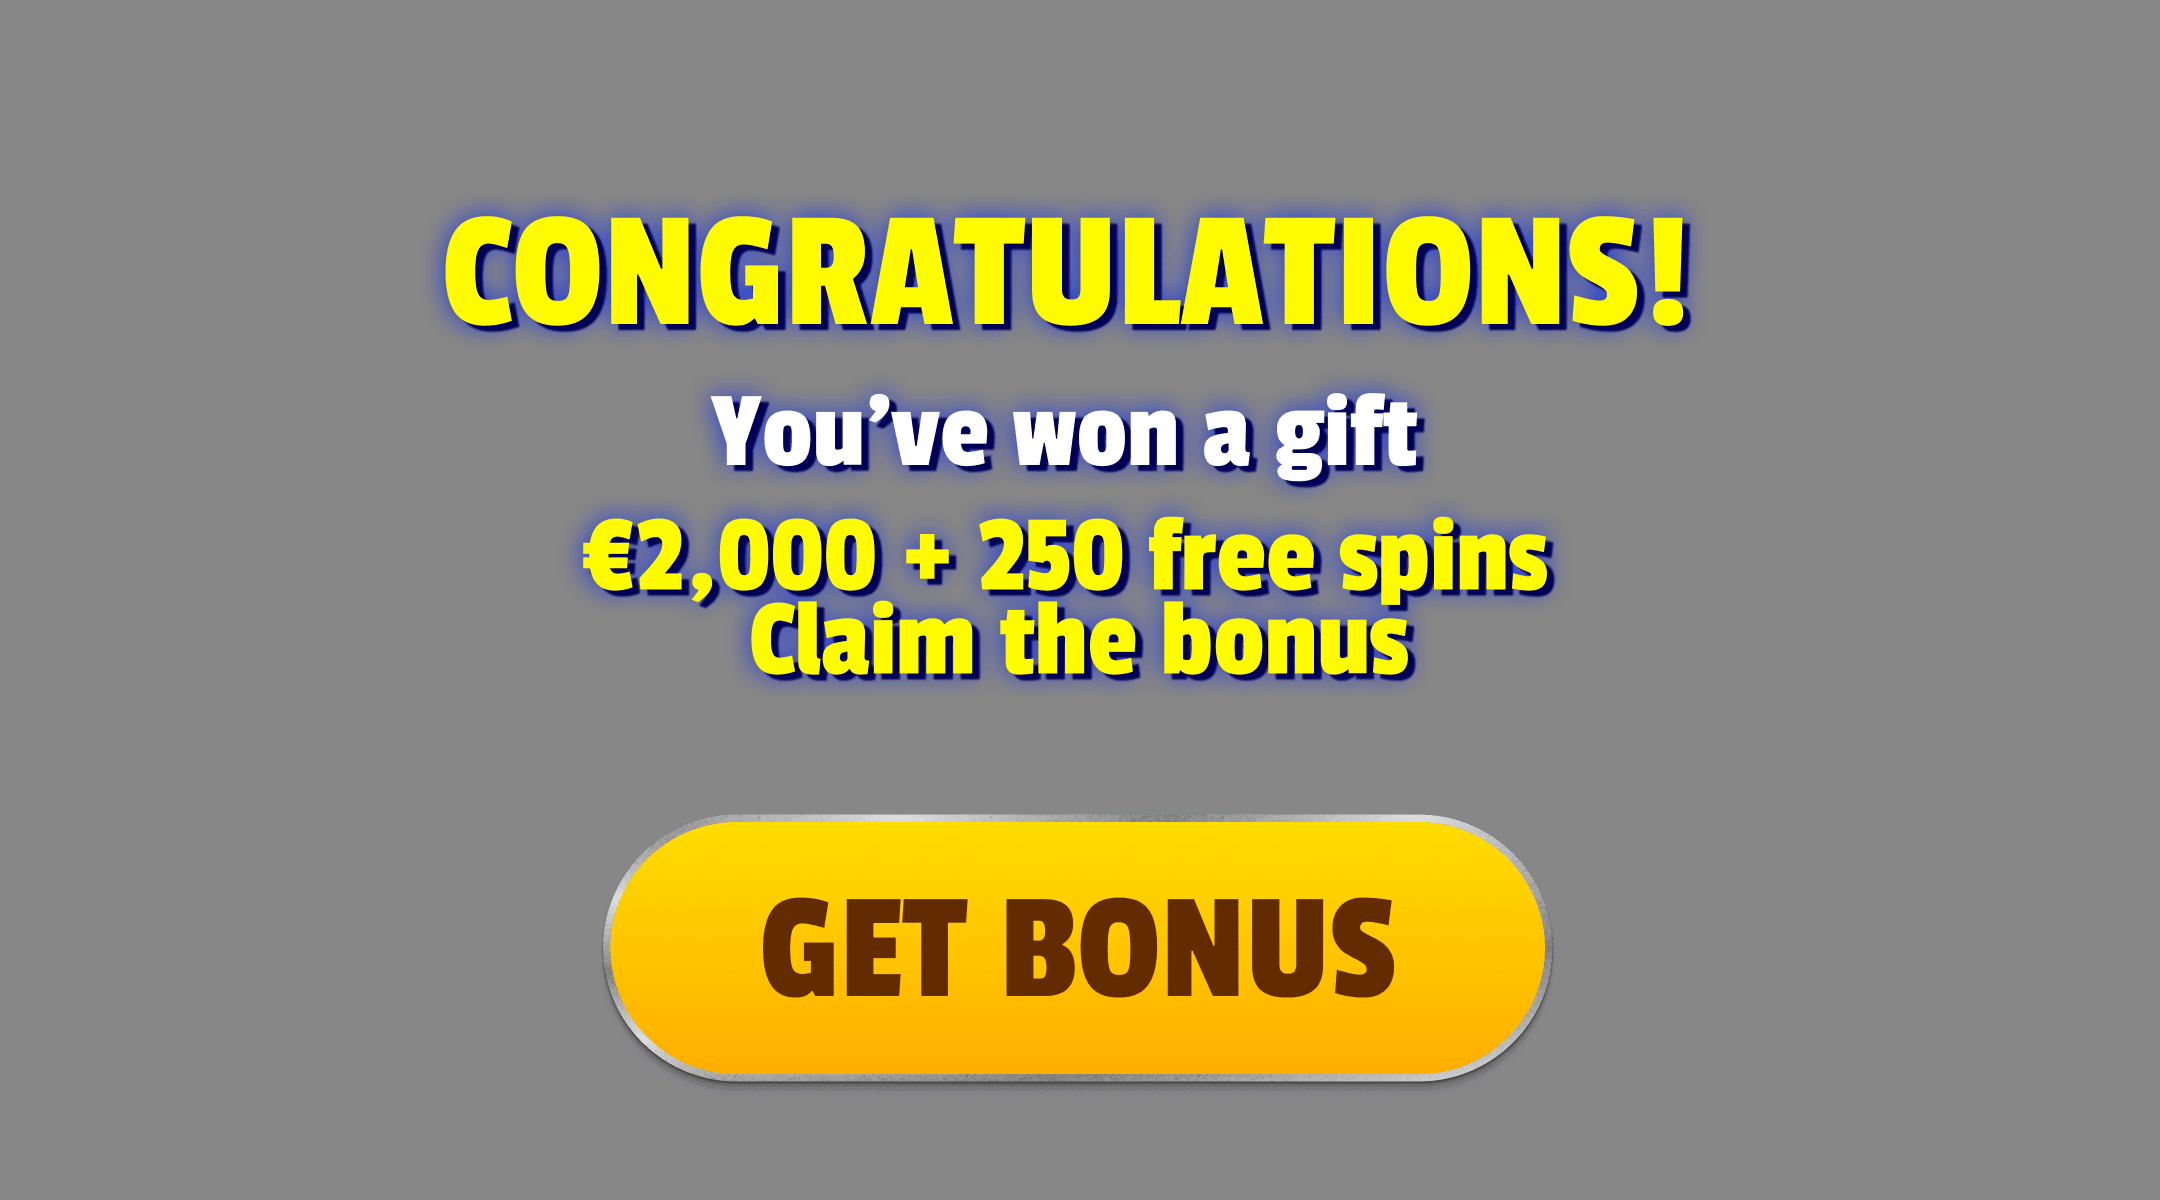 CONGRATULATIONS!
You’ve won a gift
€2,000 + 250 free spins
Claim the bonus
GET BONUS